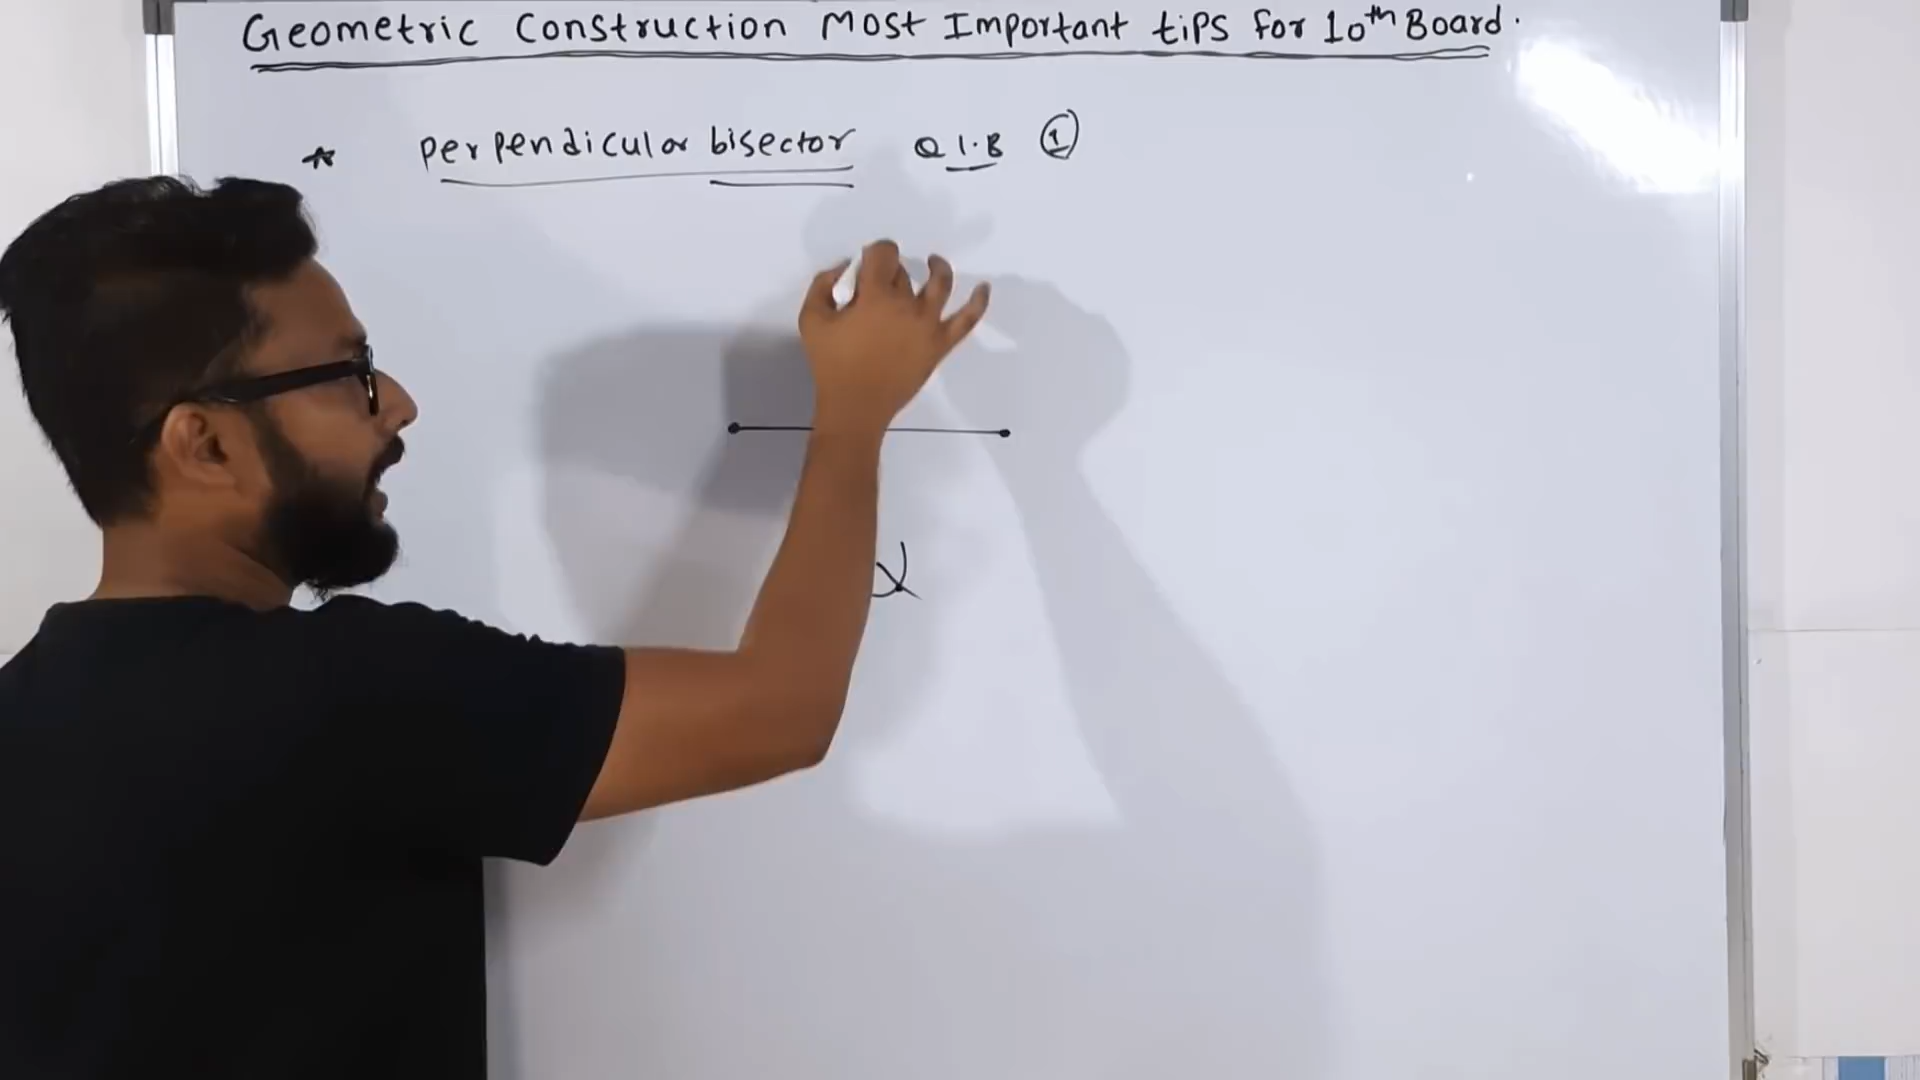 Geometric Construction Most Important tips for 10th Board.
* Perpendicular bisector Q 1.B ①